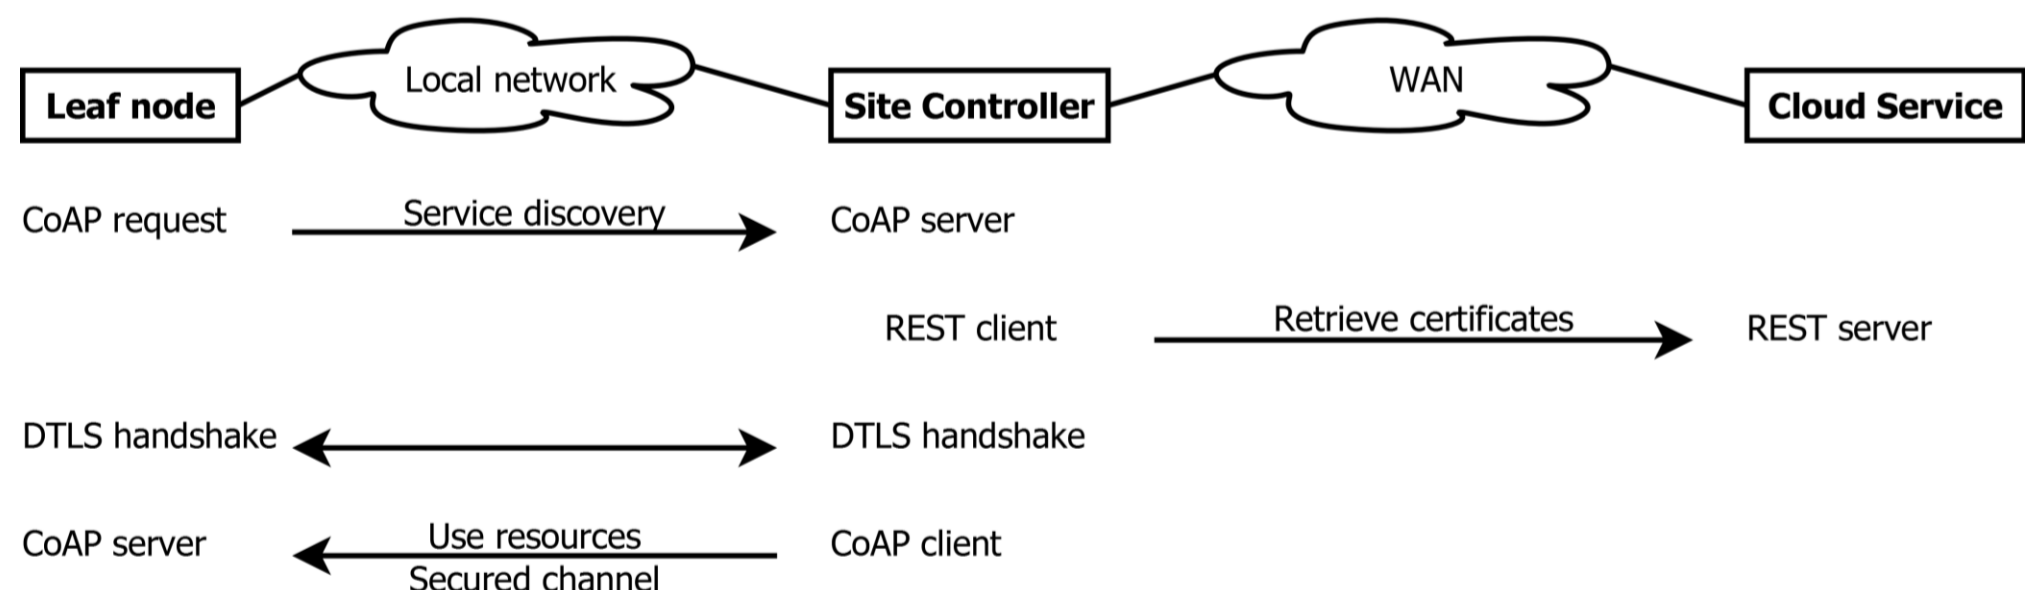 Leaf node
Local network
Site Controller
WAN
Cloud Service
CoAP request
Service discovery
CoAP server
REST client
Retrieve certificates
REST server
DTLS handshake
DTLS handshake
CoAP server
Use resources
CoAP client
Secured channel